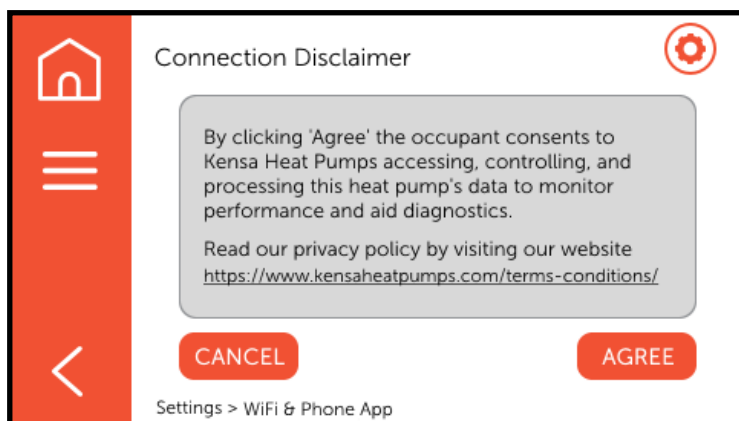 Connection Disclaimer
By clicking 'Agree' the occupant consents to
Kensa Heat Pumps accessing, controlling, and
processing this heat pump's data to monitor
performance and aid diagnostics.
Read our privacy policy by visiting our website
https://www.kensaheatpumps.com/terms-conditions/
CANCEL
AGREE
Settings > WiFi & Phone App